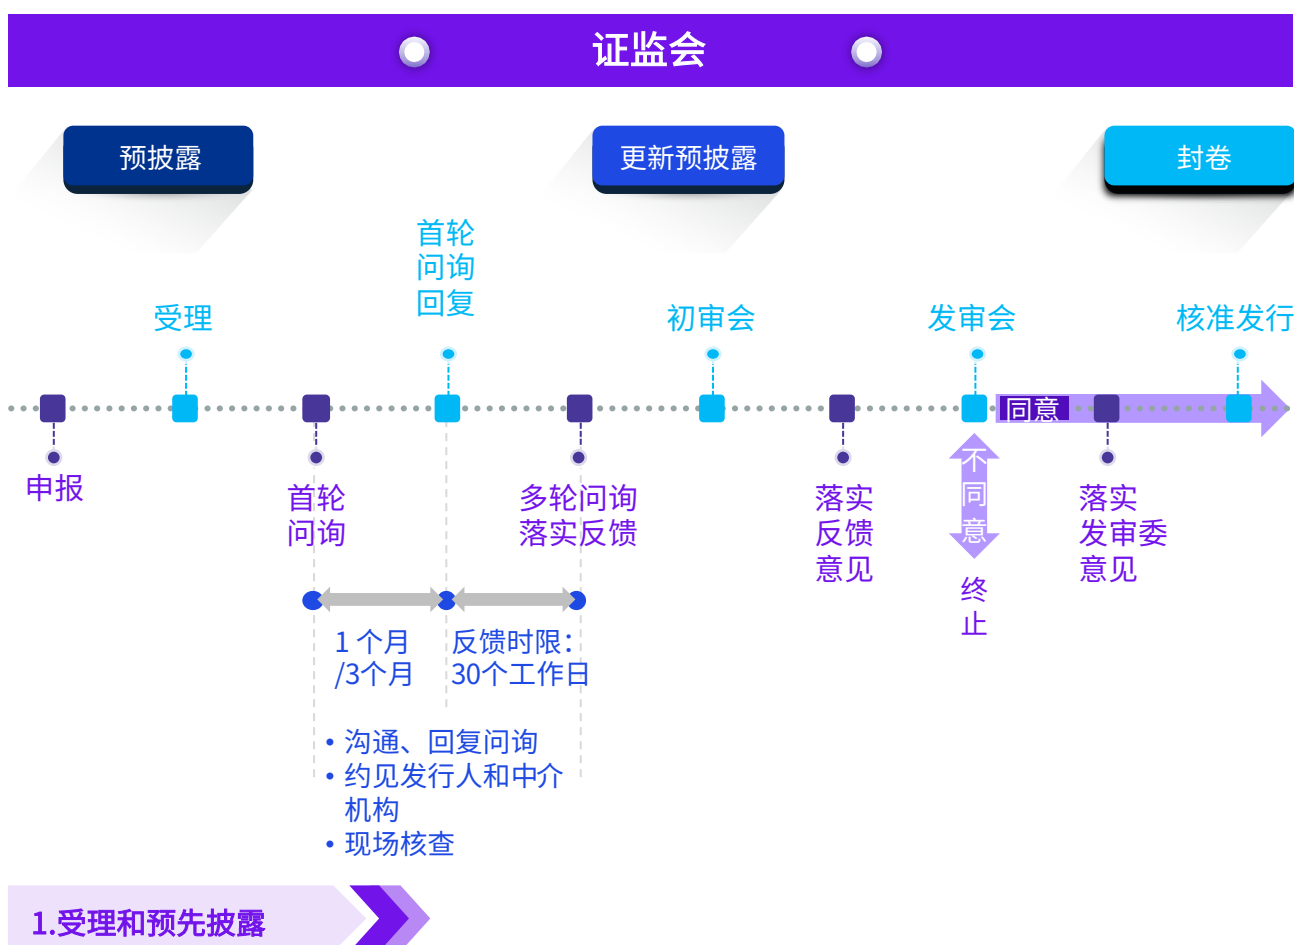 证监会
预披露
更新预披露
封卷
首轮
问询
回复
受理
初审会
发审会
核准发行
同意
申报
首轮
问询
多轮问询
落实反馈
落实
反馈
意见
不
同
意
终
止
落实
发审委
意见
1 个月
/3个月
反馈时限：
30个工作日
• 沟通、回复问询
• 约见发行人和中介
机构
• 现场核查
1.受理和预先披露